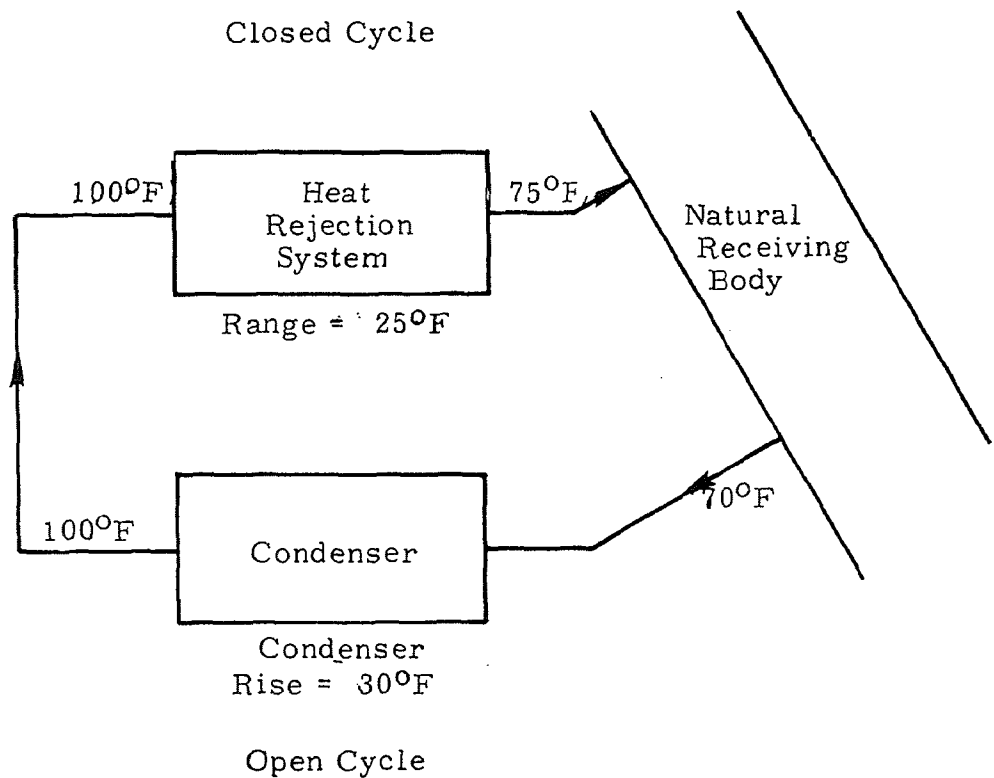 Closed Cycle
100°F
Heat
Rejection
System
75°F
Natural
Receiving
Body
Range = 25°F
70°F
100°F
Condenser
Condenser
Rise = 30°F
Open Cycle